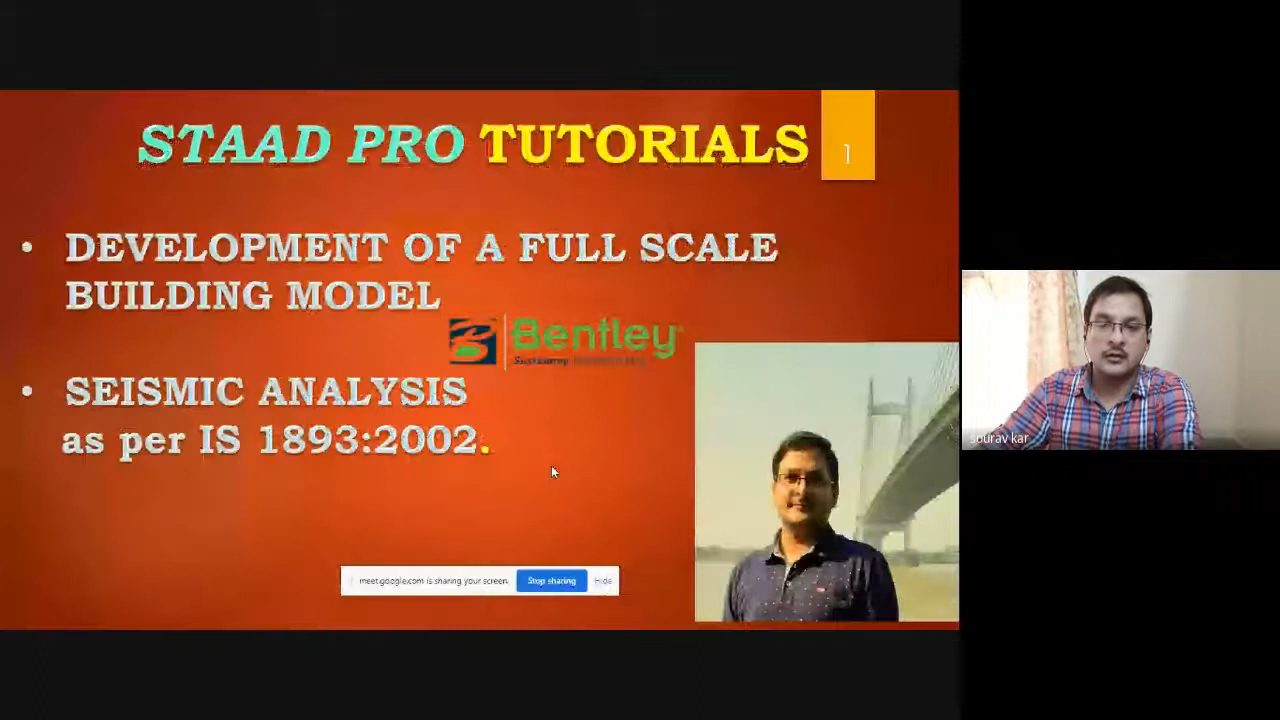 STAAD PRO TUTORIALS
1
• DEVELOPMENT OF A FULL SCALE
BUILDING MODEL
Bentley
• SEISMIC ANALYSIS
as per IS 1893:2002.
meet.google.com is sharing your screen. Stop sharing Hide
sourav kar